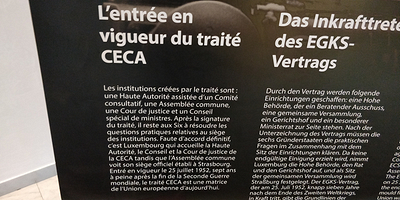 L'entrée en
vigueur du traité
CECA
Les institutions créées par le traité sont :
une Haute Autorité assistée d'un Comité
consultatif, une Assemblée commune,
une Cour de justice et un Conseil
spécial de ministres. Après la signature
du traité, il reste aux Six à résoudre les
questions pratiques relatives au siège
des institutions. Faute d'accord définitif,
c'est Luxembourg qui accueille la Haute
Autorité, le Conseil et la Cour de justice de
la CECA tandis que l'Assemblée commune
voit son siège officiel établi à Strasbourg.
Entré en vigueur le 25 juillet 1952, sept ans
à peine après la fin de la Seconde Guerre
mondiale, le traité CECA est une matrice
de l'Union européenne d'aujourd'hui.
Das Inkrafttrete
des EGKS-
Vertrags
Durch den Vertrag werden folgende
Einrichtungen geschaffen: eine Hohe
Behörde, der ein Beratender Ausschuss,
eine gemeinsame Versammlung,
ein Gerichtshof und ein besonderer
Ministerrat zur Seite stehen. Nach der
Unterzeichnung des Vertrags müssen die
sechs Gründerstaaten die praktischen
Fragen im Zusammenhang mit dem
Sitz der Einrichtungen klären. Da keine
endgültige Einigung erzielt wird, nimmt
Luxemburg die Hohe Behörde, den Rat
und den Gerichtshof auf, und als Sitz
der gemeinsamen Versammlung wird
Straßburg festgelegt. Der EGKS-Vertrag,
der am 25. Juli 1952, knapp sieben Jahre
nach dem Ende des Zweiten Weltkriegs,
in Kraft tritt, gibt die Grundzüge der